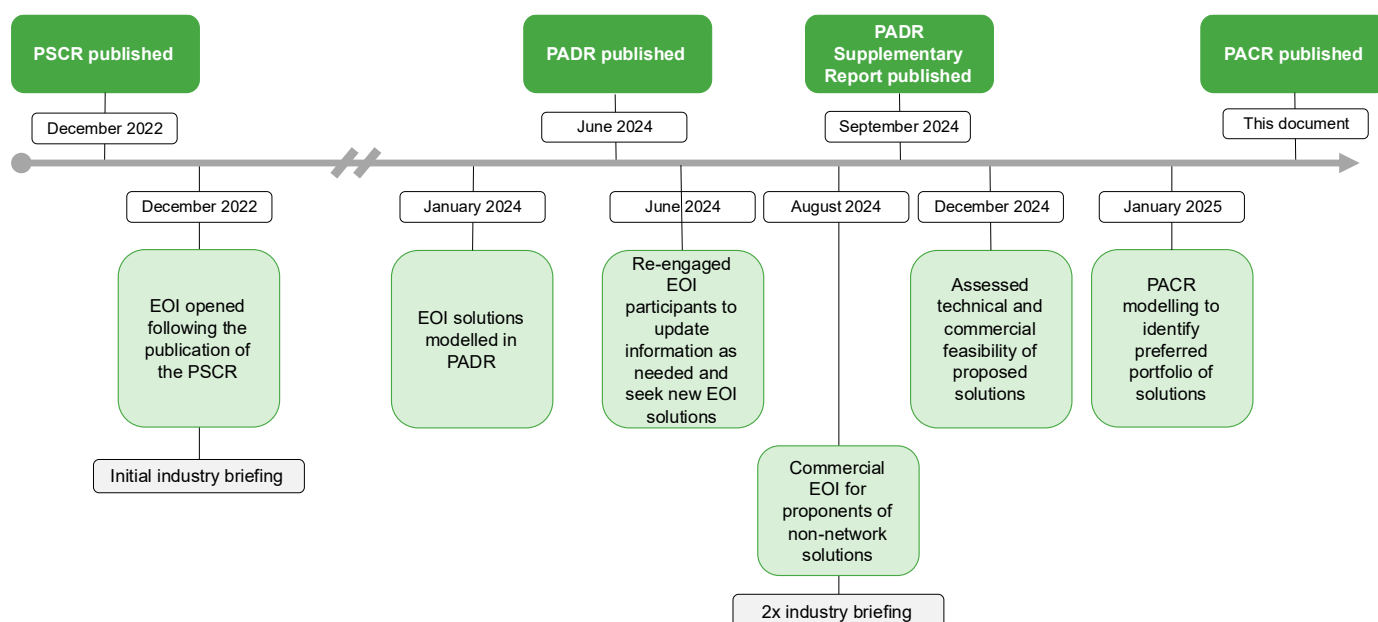 PSCR published
PADR published
PADR
Supplementary
Report published
PACR published
December 2022
June 2024
September 2024
This document
December 2022
January 2024
June 2024
August 2024
December 2024
January 2025
EOI opened
following the
publication of
the PSCR
EOI solutions
modelled in
PADR
Re-engaged
EOI
participants to
update
information as
needed and
seek new EOI
solutions
Assessed
technical and
commercial
feasibility of
proposed
solutions
PACR
modelling to
identify
preferred
portfolio of
solutions
Initial industry briefing
Commercial
EOI for
proponents of
non-network
solutions
2x industry briefing